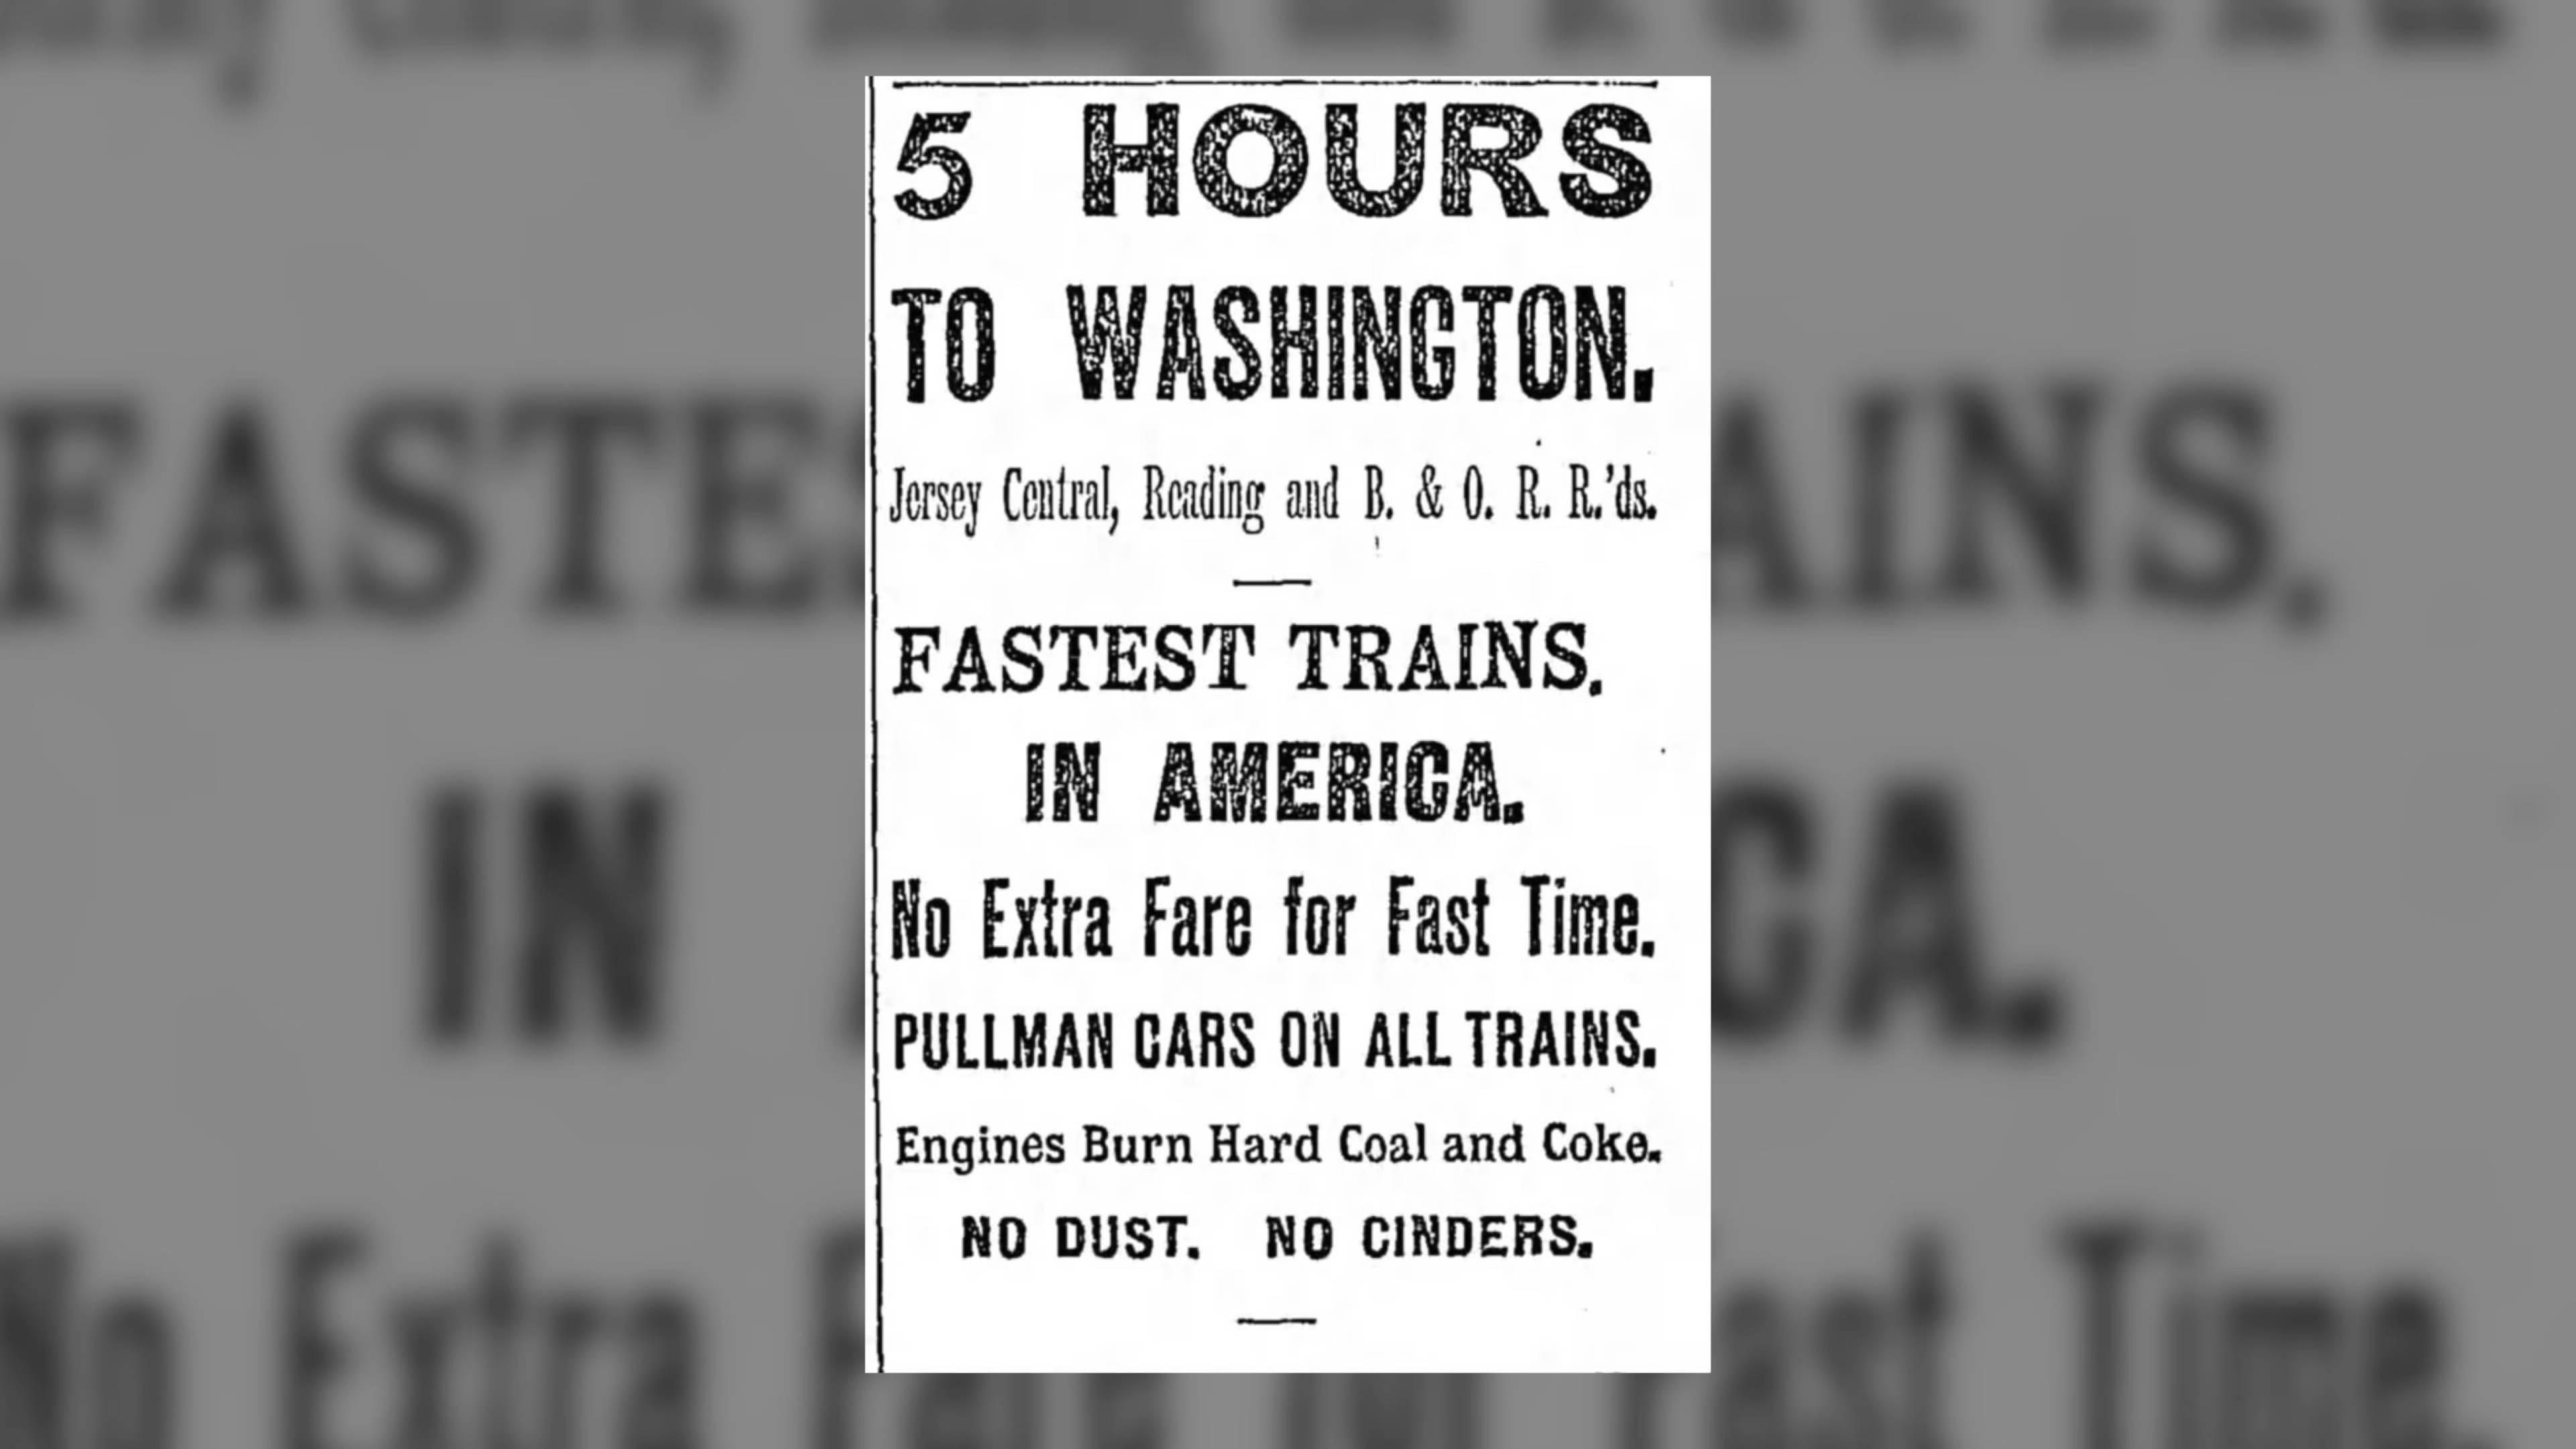 5 HOURS
TO WASHINGTON.
Jersey Central, Reading and B. & O. R. R.'ds.
FASTEST TRAINS.
IN AMERICA.
No Extra Fare for Fast Time.
PULLMAN CARS ON ALL TRAINS.
Engines Burn Hard Coal and Coke.
NO DUST. NO CINDERS.